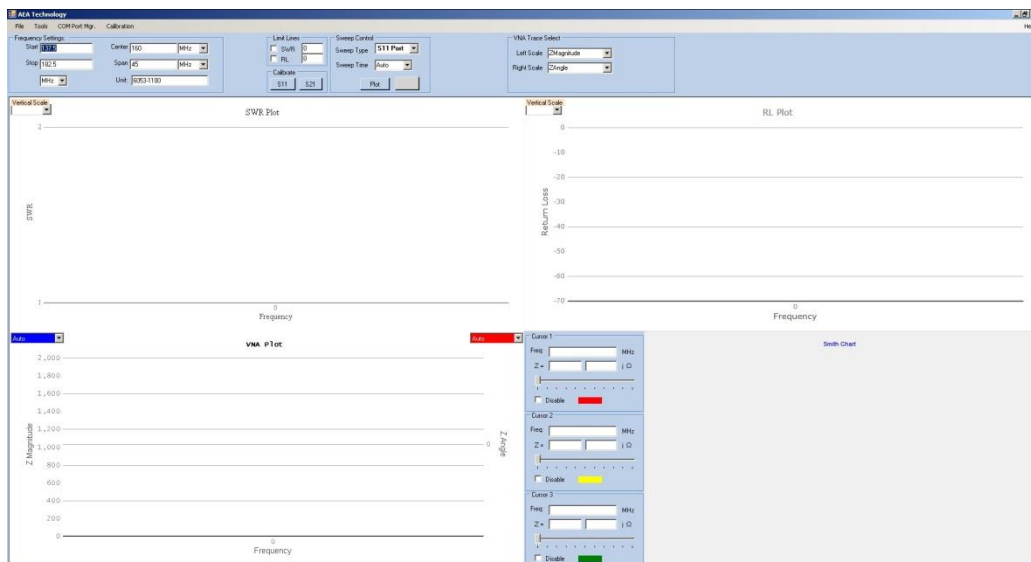 AEA Technology
File Tools COM Port Mgr. Calibration He
Frequency Settings
Start 137.5 Center 160 MHz
Stop 182.5 Span 45 MHz
MHz Unit: 6053-1100
Limit Lines
SWR 0
RL 0
Calibrate
S11 S21
Sweep Control
Sweep Type S11 Port
Sweep Time Auto
Plot
VNA Trace Select
Left Scale ZMagnitude
Right Scale ZAngle
Vertical Scale
SWR Plot
2
SWR
1
0
Frequency
Vertical Scale
RL Plot
0
-10
-20
-30
-40
-50
-60
-70
Return Loss
0
Frequency
Auto
VNA Plot
Auto
2,000
1,800
1,600
1,400
1,200
1,000
800
600
400
200
0
Z Magnitude
0
Z Angle
0
Frequency
Cursor 1
Freq: MHz
Z = j Ω
Disable
Cursor 2
Freq: MHz
Z = j Ω
Disable
Cursor 3
Freq: MHz
Z = j Ω
Disable
Smith Chart